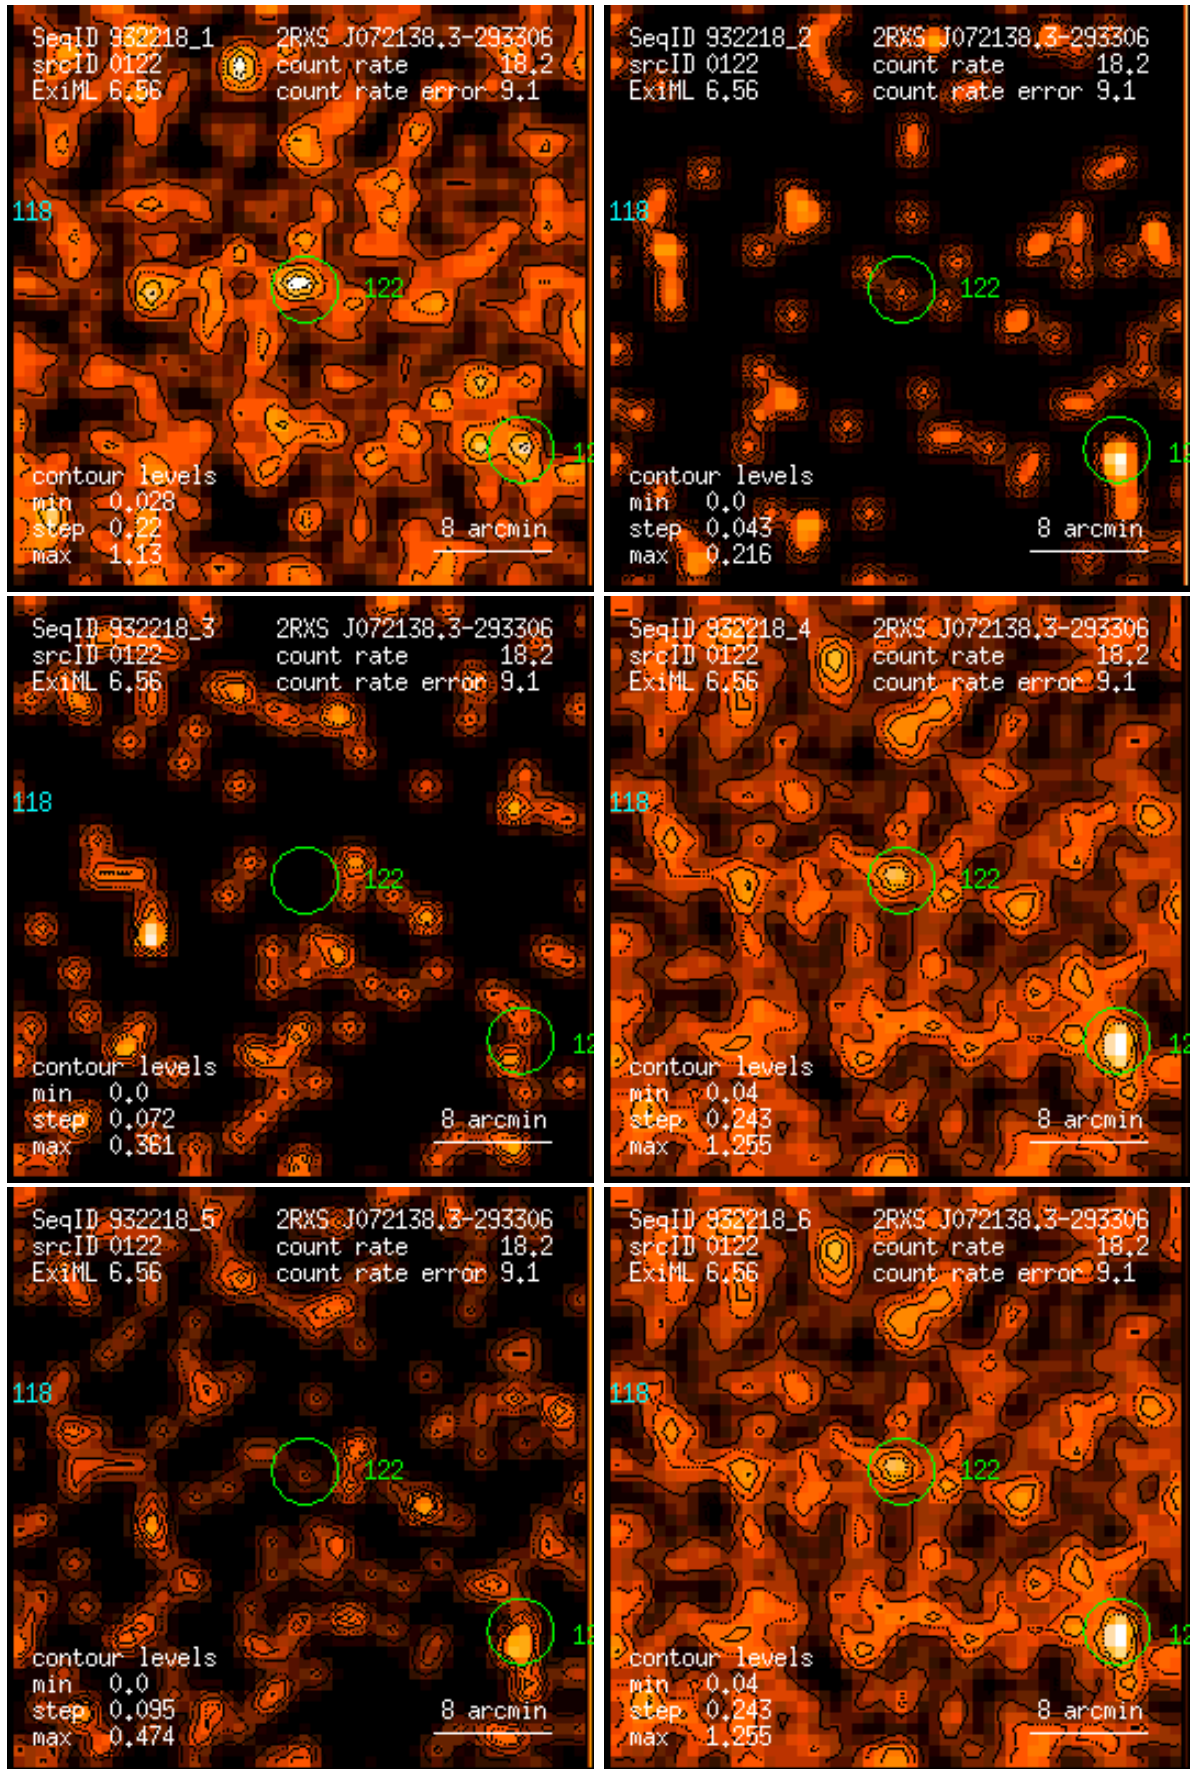 SeqID 932218_1 2RXS J072138.3-293306
srcID 0122 count rate 18.2
ExiML 6.56 count rate error 9.1
118
122
12
contour levels
min 0.028
step 0.22 8 arcmin
max 1.13
SeqID 932218_2 2RXS J072138.3-293306
srcID 0122 count rate 18.2
ExiML 6.56 count rate error 9.1
118
122
12
contour levels
min 0.0
step 0.043 8 arcmin
max 0.216
SeqID 932218_3 2RXS J072138.3-293306
srcID 0122 count rate 18.2
ExiML 6.56 count rate error 9.1
118
122
12
contour levels
min 0.0
step 0.072 8 arcmin
max 0.361
SeqID 932218_4 2RXS J072138.3-293306
srcID 0122 count rate 18.2
ExiML 6.56 count rate error 9.1
118
122
12
contour levels
min 0.04
step 0.243 8 arcmin
max 1.255
SeqID 932218_5 2RXS J072138.3-293306
srcID 0122 count rate 18.2
ExiML 6.56 count rate error 9.1
118
122
12
contour levels
min 0.0
step 0.095 8 arcmin
max 0.474
SeqID 932218_6 2RXS J072138.3-293306
srcID 0122 count rate 18.2
ExiML 6.56 count rate error 9.1
118
122
12
contour levels
min 0.04
step 0.243 8 arcmin
max 1.255